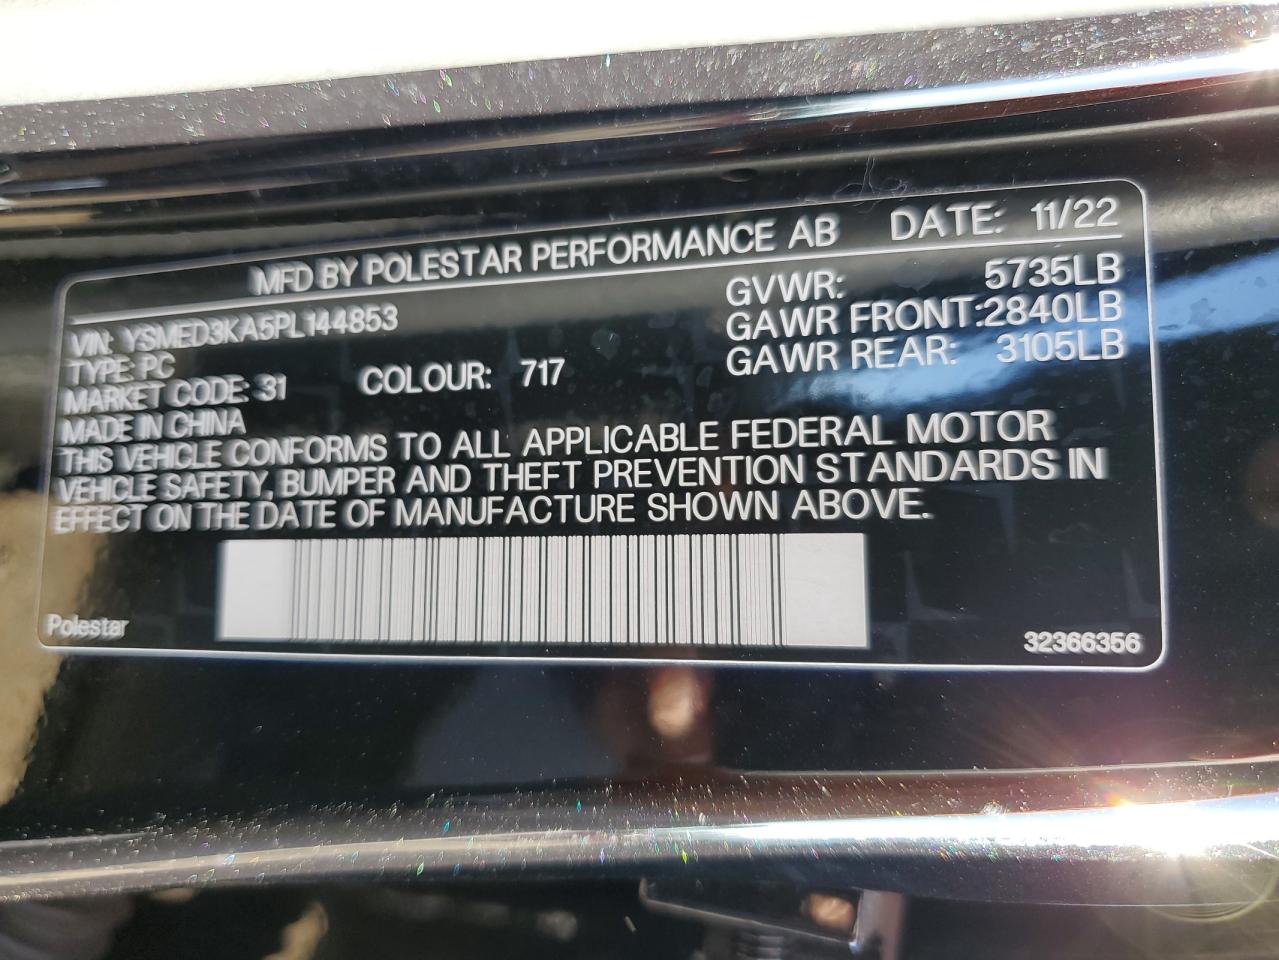 MFD BY POLESTAR PERFORMANCE AB DATE: 11/22
VIN: YSMED3KA5PL144853 GVWR: 5735LB
TYPE: PC GAWR FRONT:2840LB
MARKET CODE: 31 COLOUR: 717 GAWR REAR: 3105LB
MADE IN CHINA
THIS VEHICLE CONFORMS TO ALL APPLICABLE FEDERAL MOTOR
VEHICLE SAFETY, BUMPER AND THEFT PREVENTION STANDARDS IN
EFFECT ON THE DATE OF MANUFACTURE SHOWN ABOVE.
Polestar 32366356